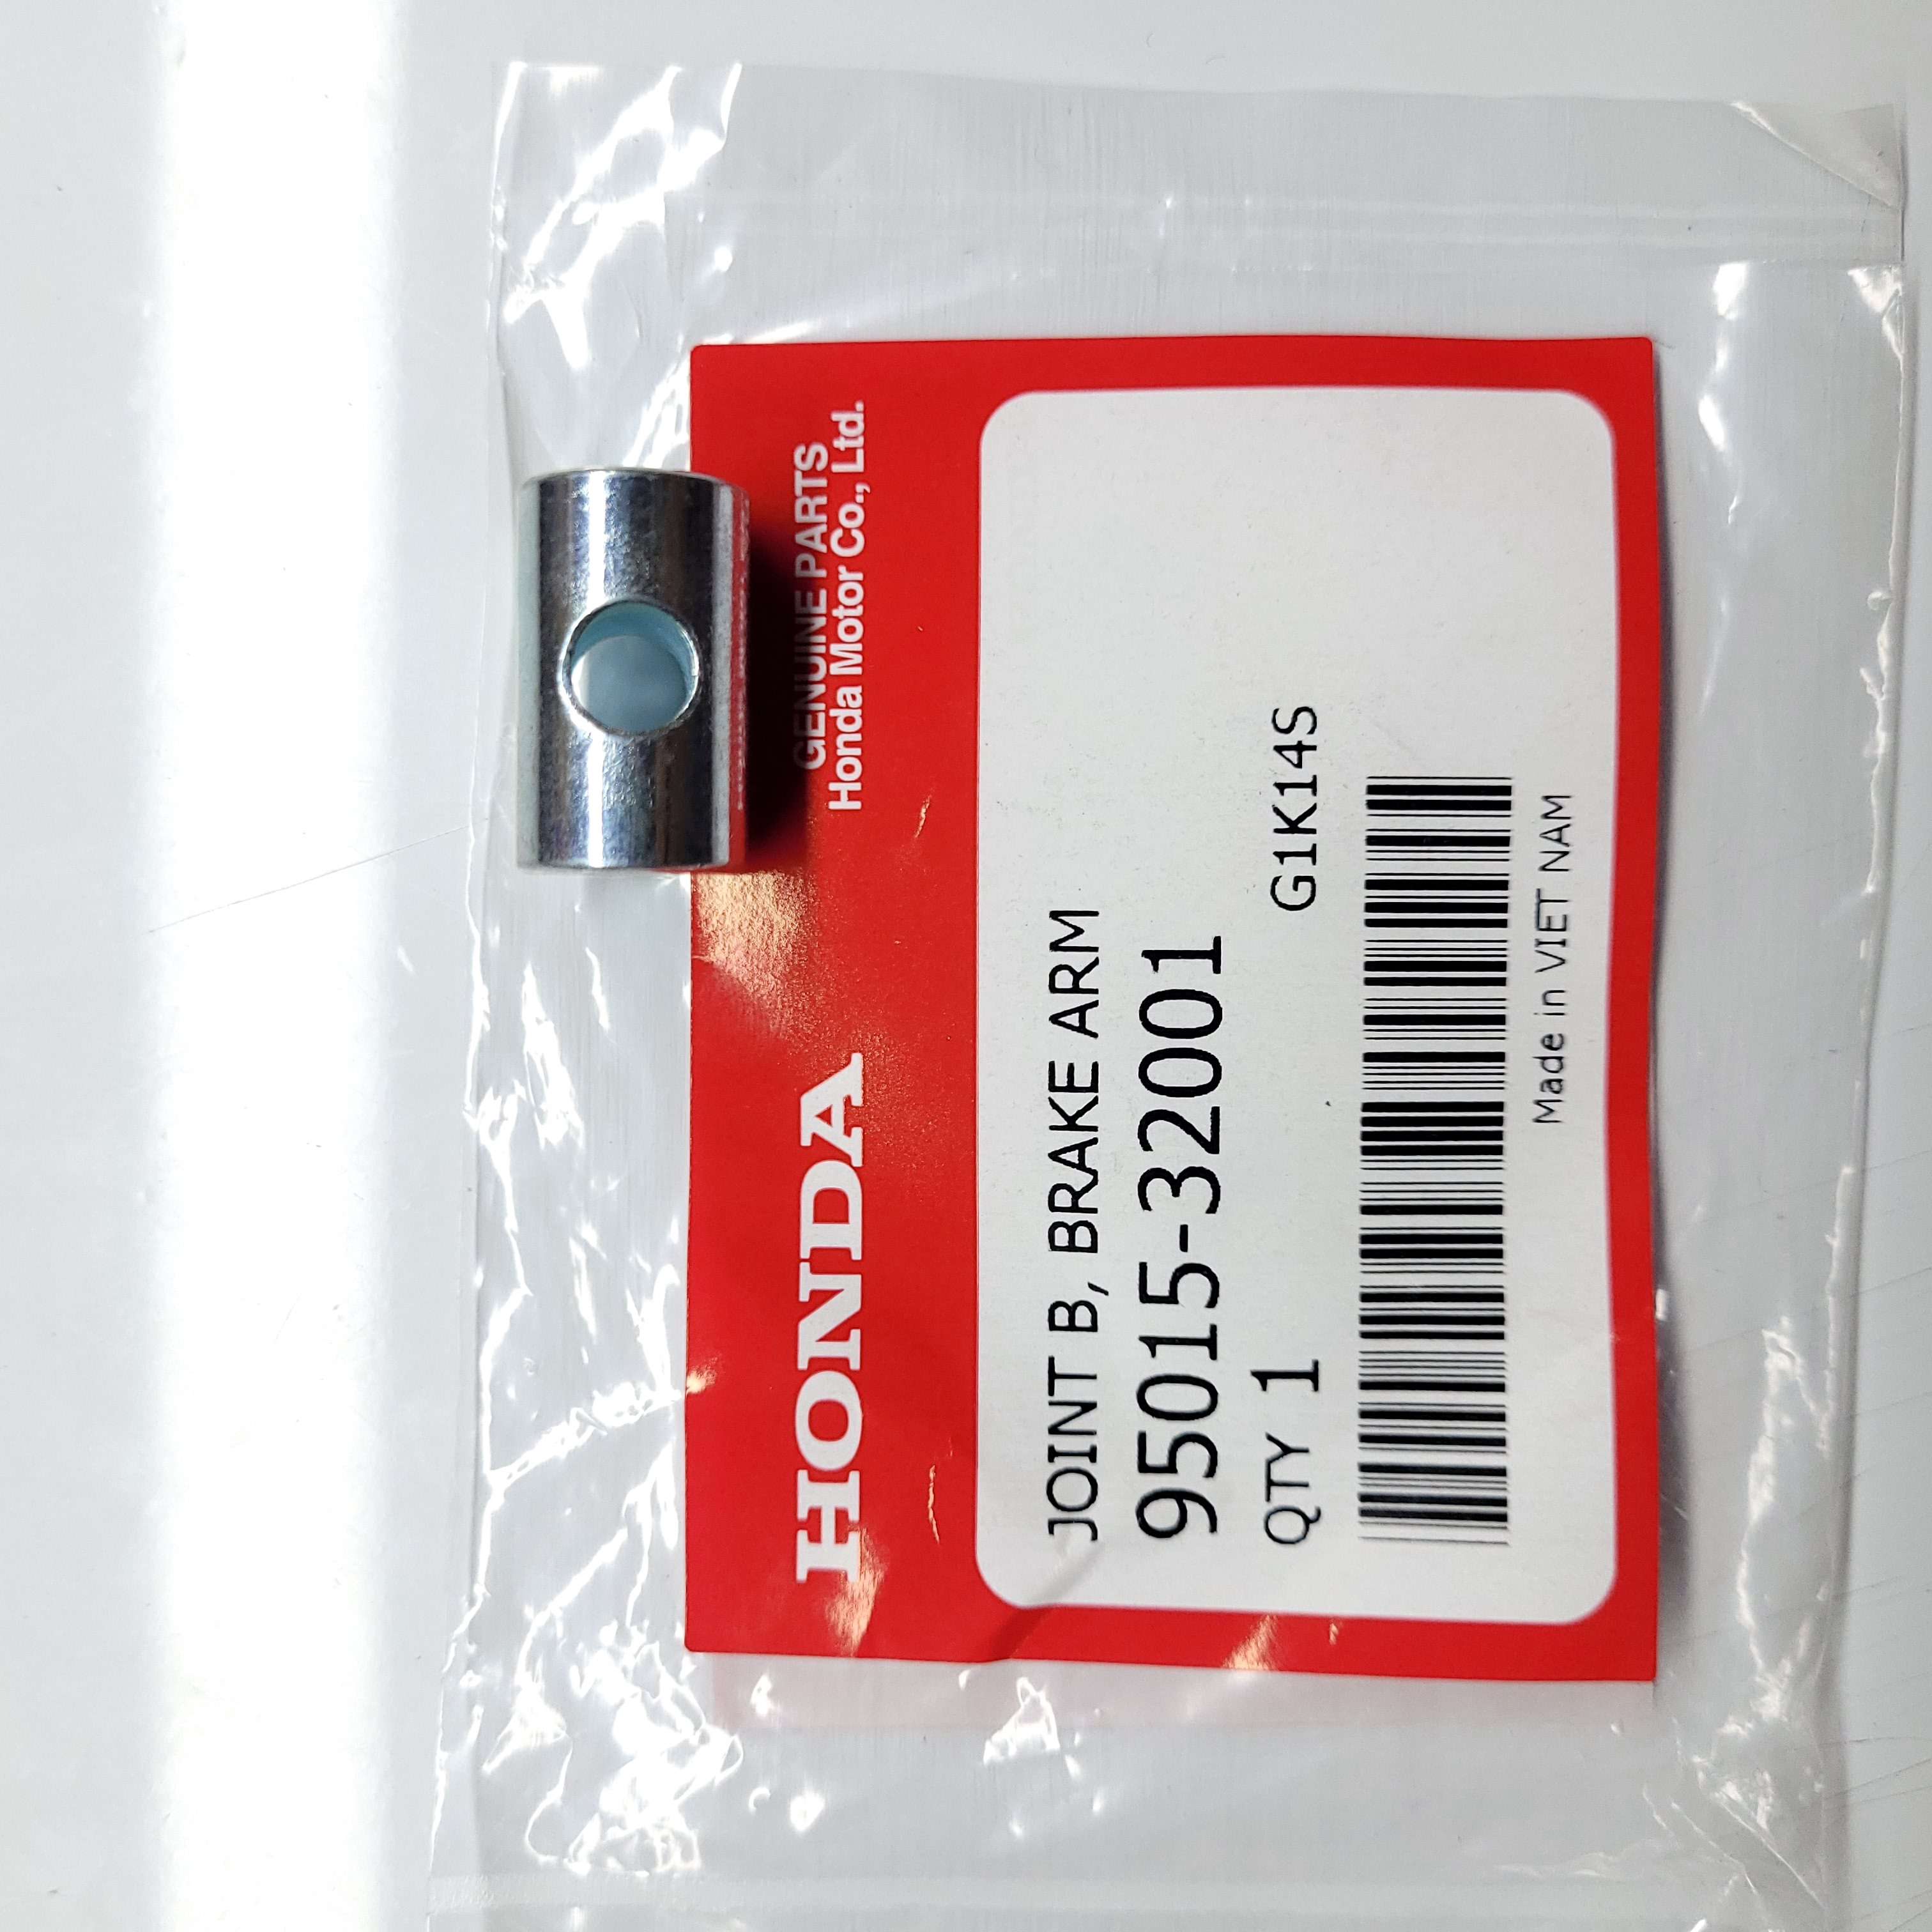 HONDA
GENUINE PARTS
Honda Motor Co., Ltd.
JOINT B, BRAKE ARM
95015-32001
QTY 1
G1K14S
Made in VIET NAM